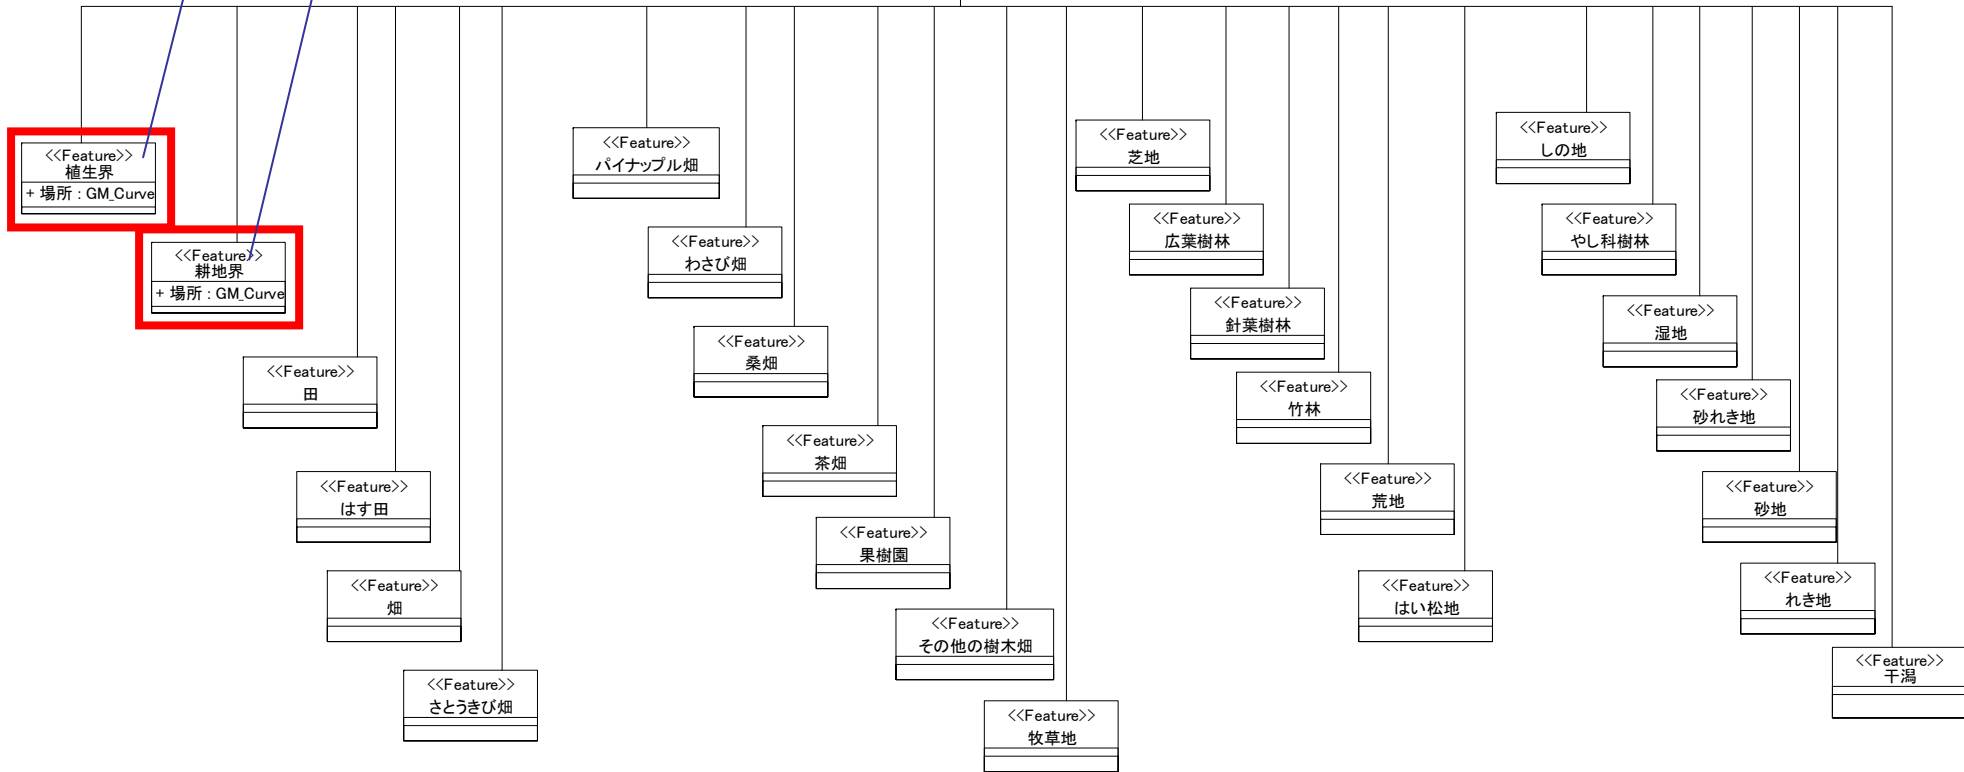 <<Feature>>
植生界
+ 場所 : GM_Curve
<<Feature>>
耕地界
+ 場所 : GM_Curve
<<Feature>>
田
<<Feature>>
はす田
<<Feature>>
畑
<<Feature>>
さとうきび畑
<<Feature>>
パイナップル畑
<<Feature>>
わさび畑
<<Feature>>
桑畑
<<Feature>>
茶畑
<<Feature>>
果樹園
<<Feature>>
その他の樹木畑
<<Feature>>
牧草地
<<Feature>>
芝地
<<Feature>>
広葉樹林
<<Feature>>
針葉樹林
<<Feature>>
竹林
<<Feature>>
荒地
<<Feature>>
はい松地
<<Feature>>
しの地
<<Feature>>
やし科樹林
<<Feature>>
湿地
<<Feature>>
砂れき地
<<Feature>>
砂地
<<Feature>>
れき地
<<Feature>>
干潟